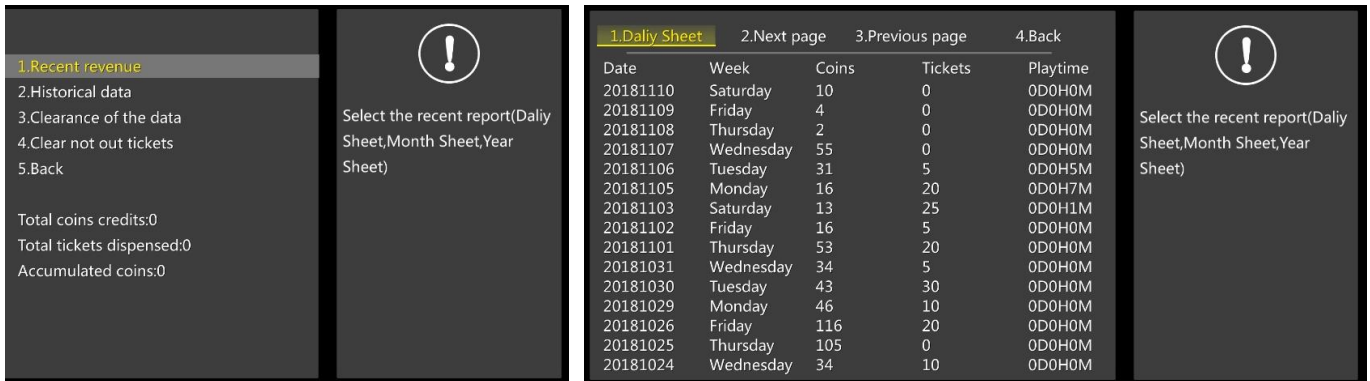 1.Recent revenue
2.Historical data
3.Clearance of the data
4.Clear not out tickets
5.Back
Total coins credits:0
Total tickets dispensed:0
Accumulated coins:0
Select the recent report(Daliy
Sheet,Month Sheet,Year
Sheet)
1.Daliy Sheet 2.Next page 3.Previous page 4.Back
Date Week Coins Tickets Playtime
20181110 Saturday 10 0 0D0H0M
20181109 Friday 4 0 0D0H0M
20181108 Thursday 2 0 0D0H0M
20181107 Wednesday 55 0 0D0H0M
20181106 Tuesday 31 5 0D0H5M
20181105 Monday 16 20 0D0H7M
20181103 Saturday 13 25 0D0H1M
20181102 Friday 16 5 0D0H0M
20181101 Thursday 53 20 0D0H0M
20181031 Wednesday 34 5 0D0H0M
20181030 Tuesday 43 30 0D0H0M
20181029 Monday 46 10 0D0H0M
20181026 Friday 116 20 0D0H0M
20181025 Thursday 105 0 0D0H0M
20181024 Wednesday 34 10 0D0H0M
Select the recent report(Daliy
Sheet,Month Sheet,Year
Sheet)